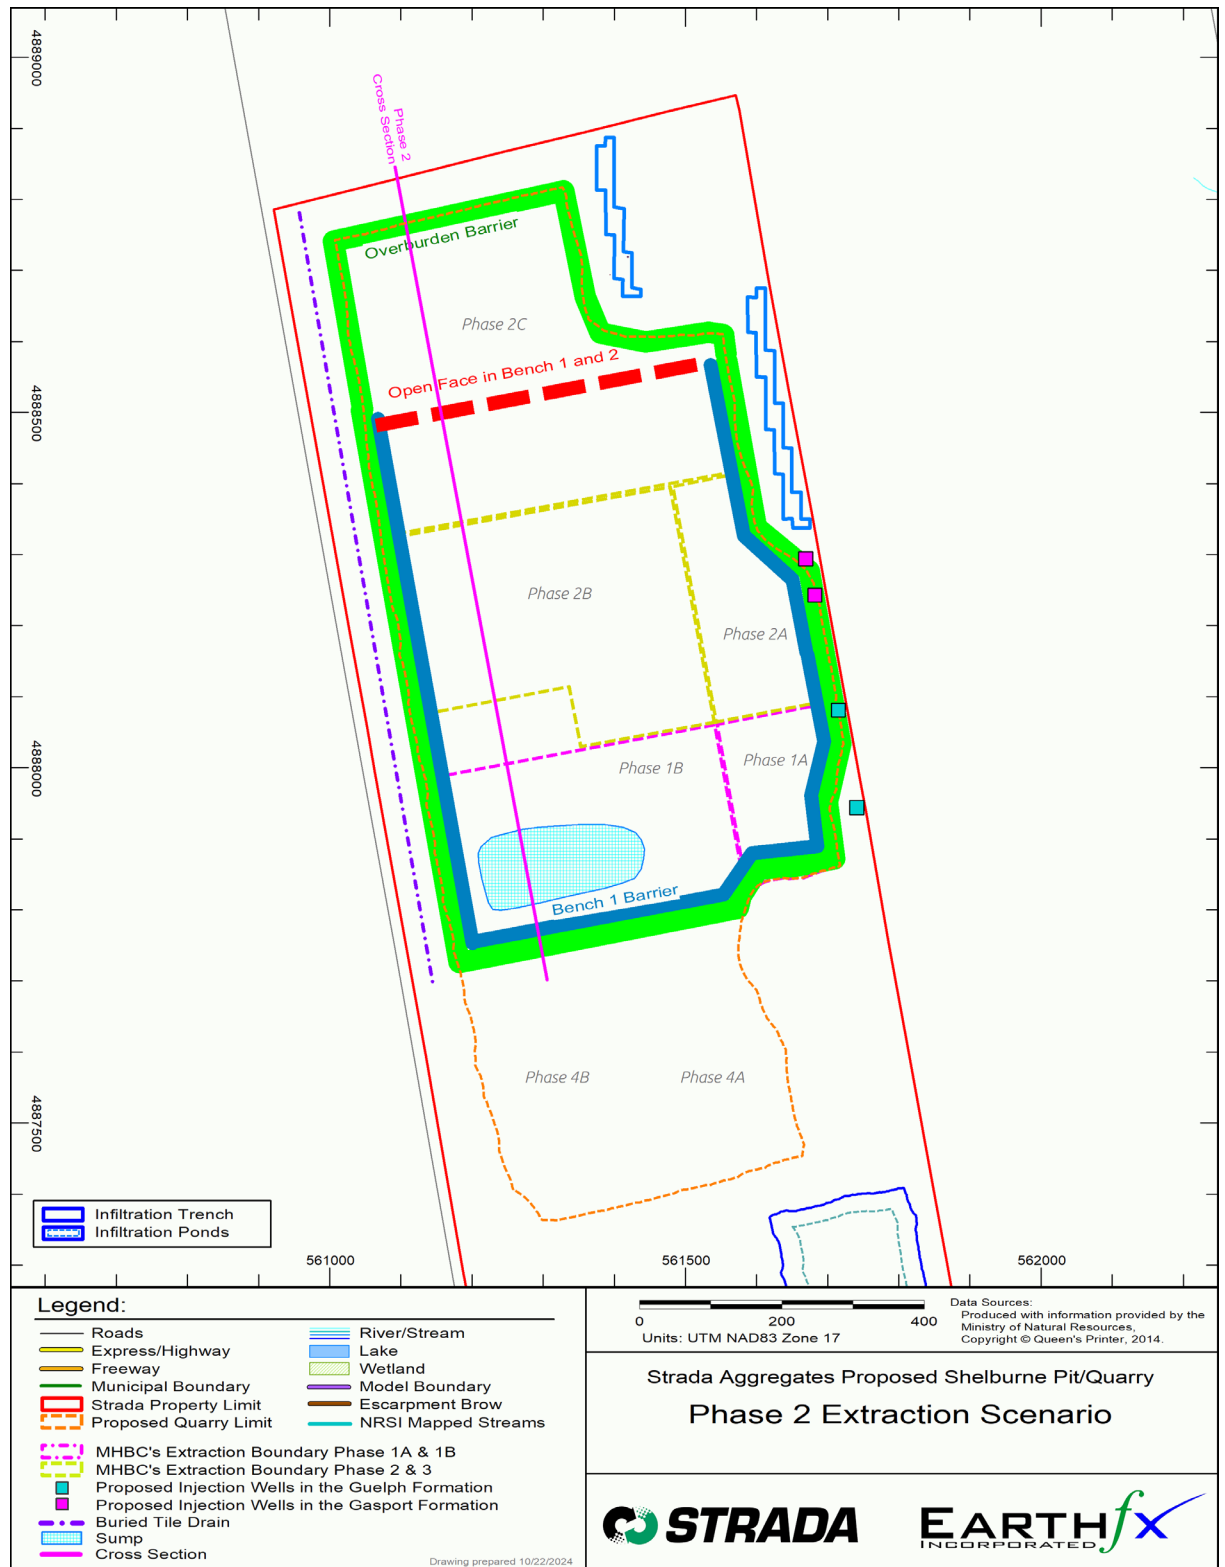 4889000
Phase 2
Cross Section
Overburden Barrier
Phase 2C
Open Face in Bench 1 and 2
4888500
Phase 2B
Phase 2A
4888000
Phase 1B
Phase 1A
Bench 1 Barrier
Phase 4B
Phase 4A
4887500
Infiltration Trench
Infiltration Ponds
561000
561500
562000
Legend:
Roads
Express/Highway
Freeway
Municipal Boundary
Strada Property Limit
Proposed Quarry Limit
River/Stream
Lake
Wetland
Model Boundary
Escarpment Brow
NRSI Mapped Streams
MHBC's Extraction Boundary Phase 1A & 1B
MHBC's Extraction Boundary Phase 2 & 3
Proposed Injection Wells in the Guelph Formation
Proposed Injection Wells in the Gasport Formation
Buried Tile Drain
Sump
Cross Section
Drawing prepared 10/22/2024
0 200 400
Units: UTM NAD83 Zone 17
Data Sources:
Produced with information provided by the
Ministry of Natural Resources,
Copyright © Queen's Printer, 2014.
Strada Aggregates Proposed Shelburne Pit/Quarry
Phase 2 Extraction Scenario
STRADA
EARTHfx
INCORPORATED